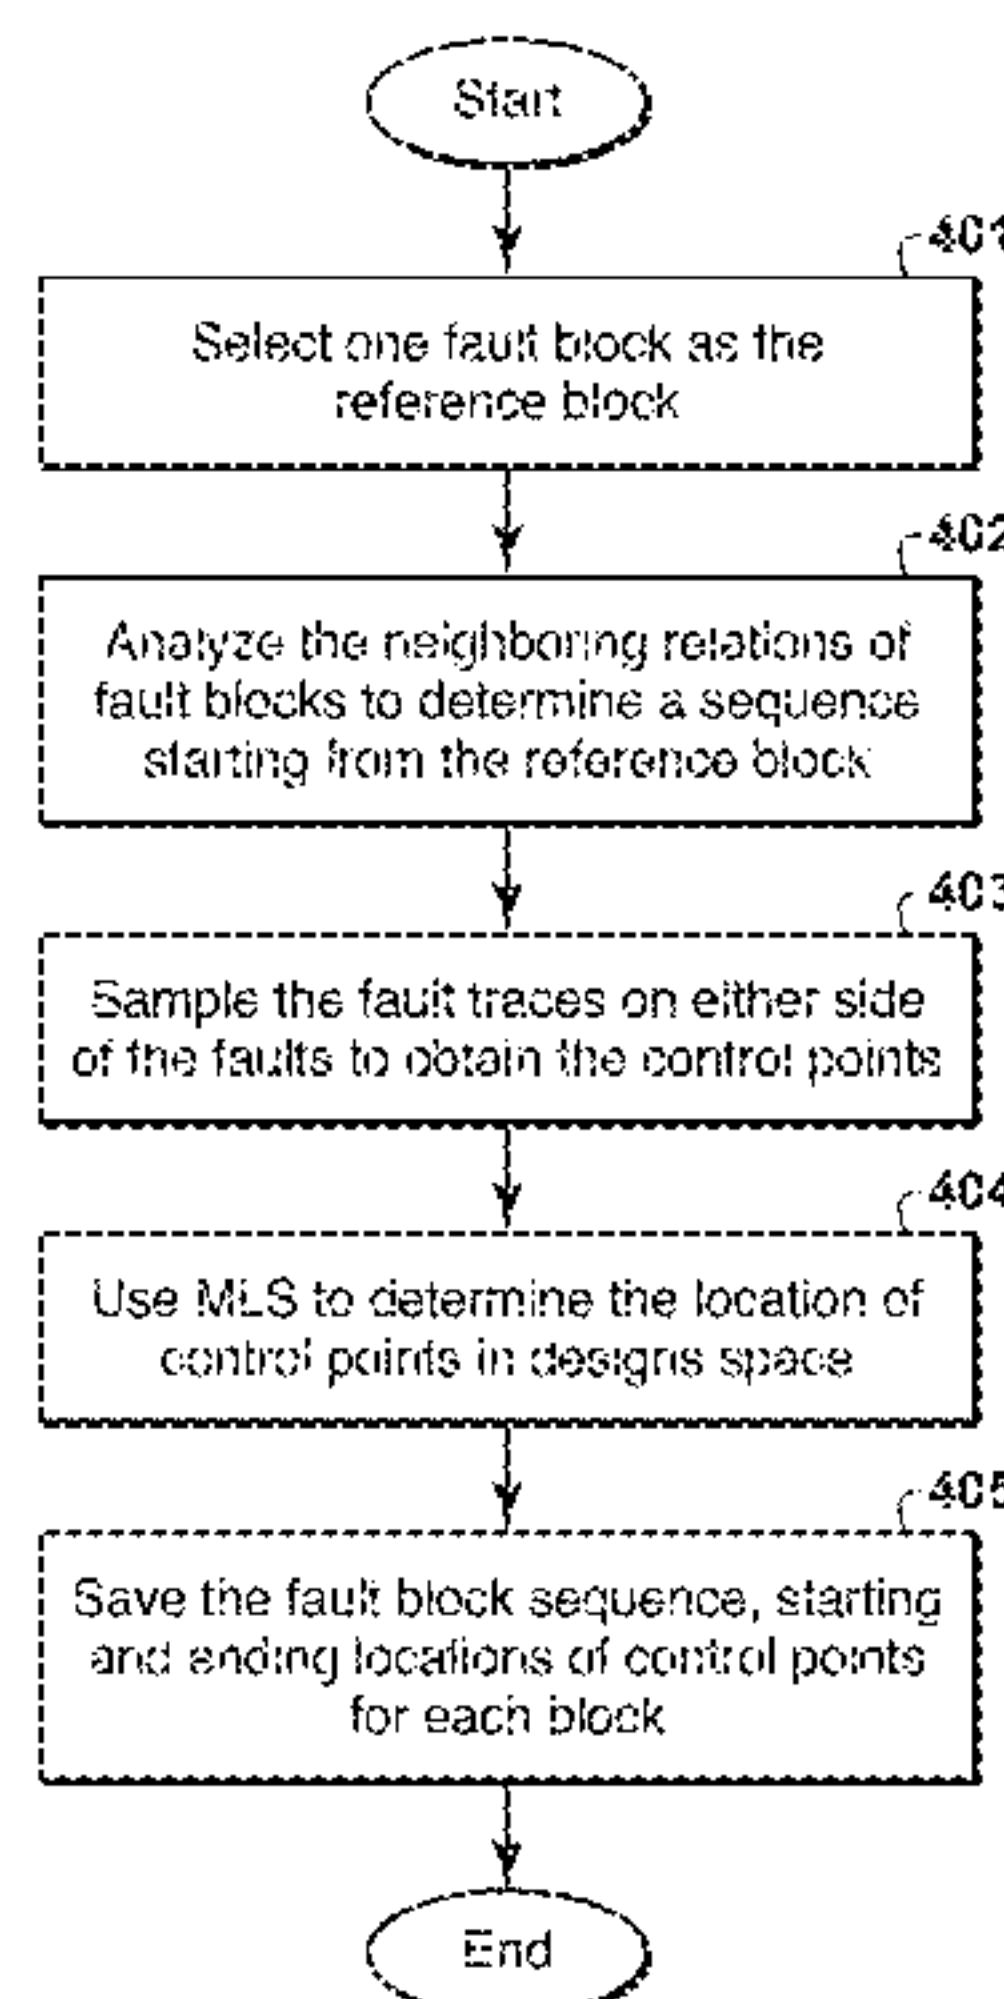 Start
401
Select one fault block as the
reference block
402
Analyze the neighboring relations of
fault blocks to determine a sequence
starting from the reference block
403
Sample the fault traces on either side
of the faults to obtain the control points
404
Use MLS to determine the location of
control points in designs space
405
Save the fault block sequence, starting
and ending locations of control points
for each block
End